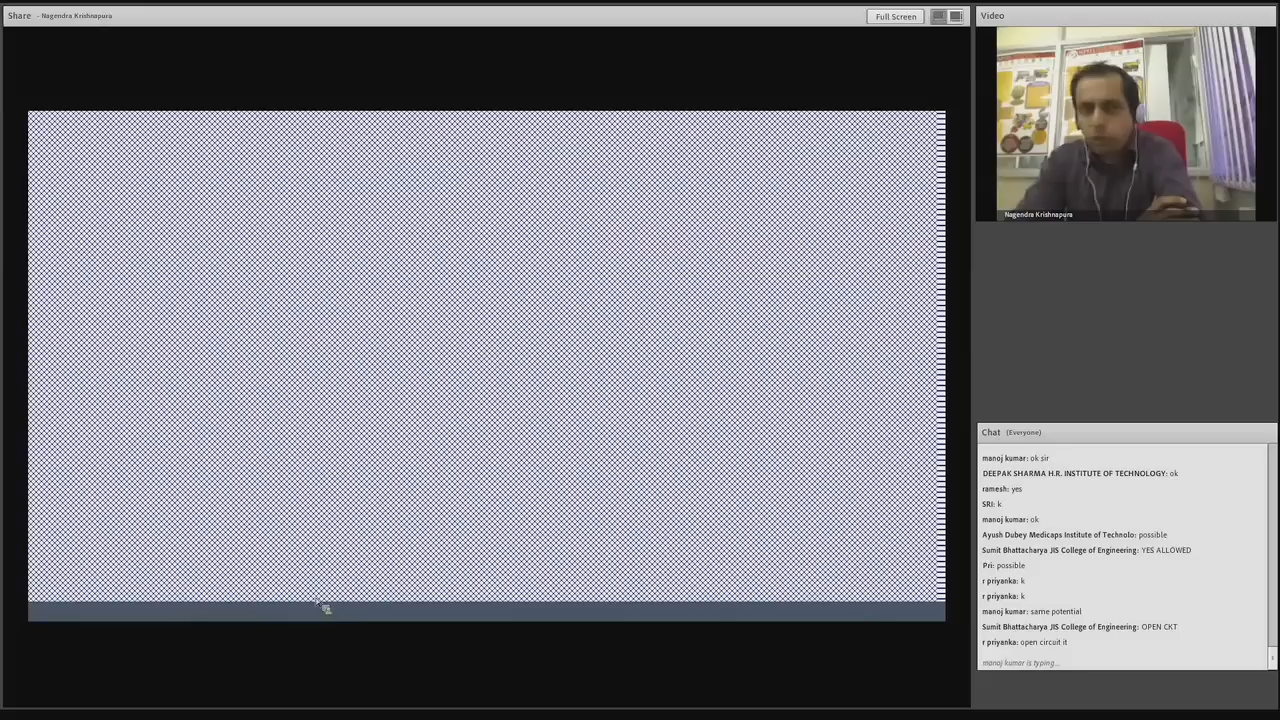 Share - Nagendra Krishnapura
Full Screen
Video
Nagendra Krishnapura
Chat (Everyone)
manoj kumar: ok sir
DEEPAK SHARMA H.R. INSTITUTE OF TECHNOLOGY: ok
ramesh: yes
SRI: k
manoj kumar: ok
Ayush Dubey Medicaps Institute of Technolo: possible
Sumit Bhattacharya JIS College of Engineering: YES ALLOWED
Pri: possible
r priyanka: k
r priyanka: k
manoj kumar: same potential
Sumit Bhattacharya JIS College of Engineering: OPEN CKT
r priyanka: open circuit it
manoj kumar is typing...